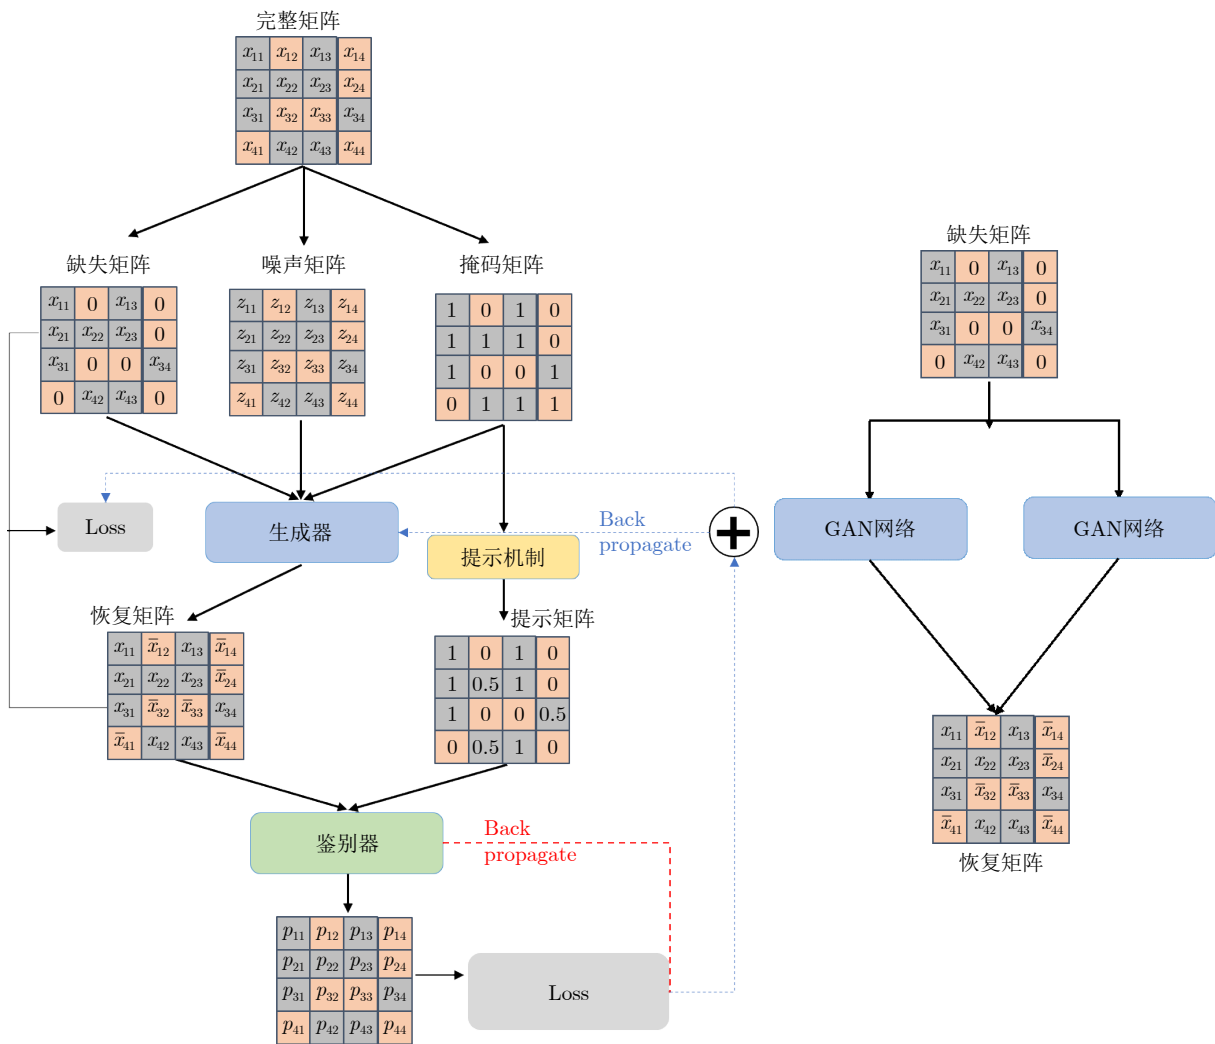 完整矩阵
x11 x12 x13 x14
x21 x22 x23 x24
x31 x32 x33 x34
x41 x42 x43 x44
缺失矩阵
x11 0 x13 0
x21 x22 x23 0
x31 0 0 x34
0 x42 x43 0
噪声矩阵
z11 z12 z13 z14
z21 z22 z23 z24
z31 z32 z33 z34
z41 z42 z43 z44
掩码矩阵
1 0 1 0
1 1 1 0
1 0 0 1
0 1 1 1
Loss
生成器
Back
propagate
提示机制
恢复矩阵
x11 x̄12 x13 x̄14
x21 x22 x23 x̄24
x31 x̄32 x̄33 x34
x̄41 x42 x43 x̄44
提示矩阵
1 0 1 0
1 0.5 1 0
1 0 0 0.5
0 0.5 1 0
鉴别器
Back
propagate
p11 p12 p13 p14
p21 p22 p23 p24
p31 p32 p33 p34
p41 p42 p43 p44
Loss
缺失矩阵
x11 0 x13 0
x21 x22 x23 0
x31 0 0 x34
0 x42 x43 0
GAN网络
GAN网络
x11 x̄12 x13 x̄14
x21 x22 x23 x̄24
x31 x̄32 x̄33 x34
x̄41 x42 x43 x̄44
恢复矩阵